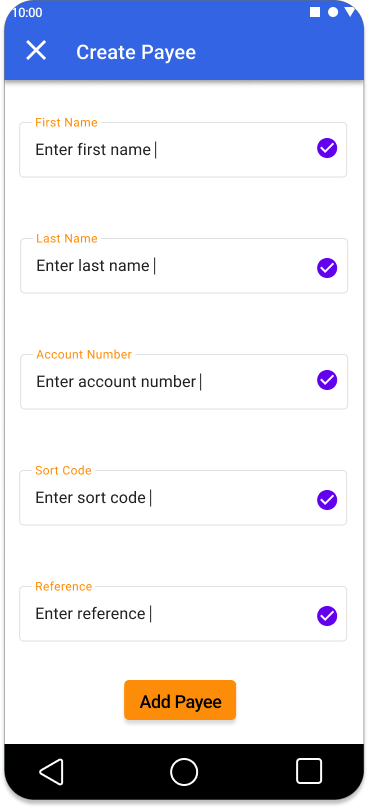 10:00
Create Payee
First Name
Enter first name
Last Name
Enter last name
Account Number
Enter account number
Sort Code
Enter sort code
Reference
Enter reference
Add Payee